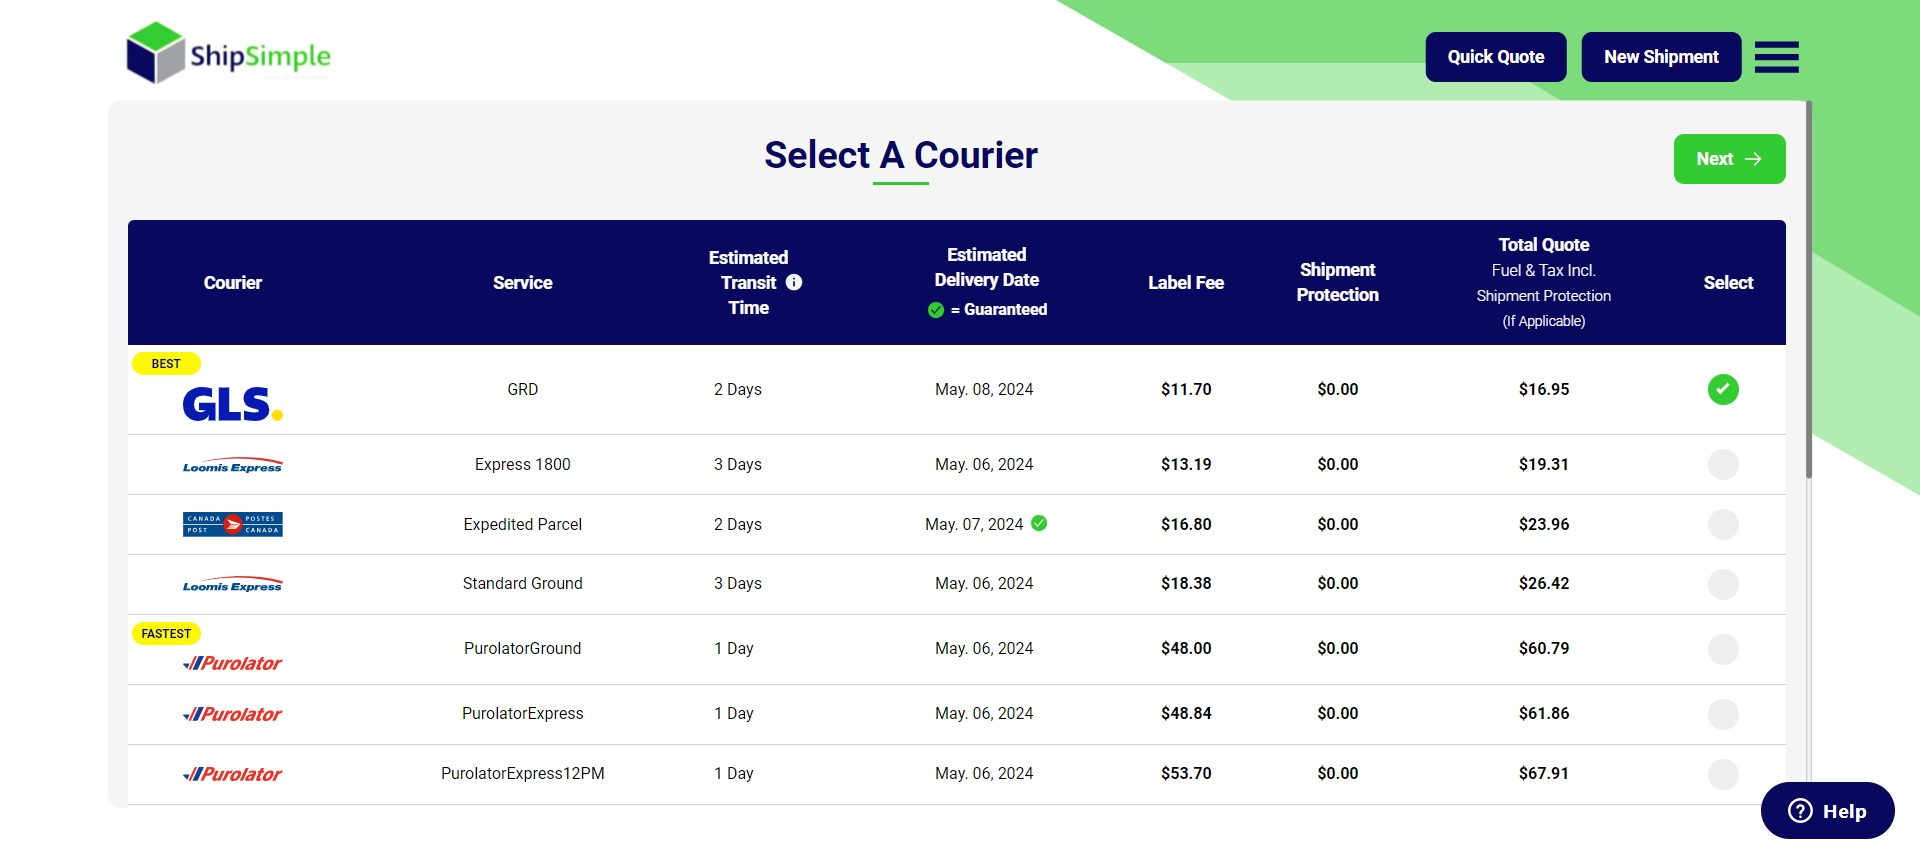 ShipSimple
Quick Quote
New Shipment
Select A Courier
Next
Courier
Service
Estimated
Transit
Time
Estimated
Delivery Date
= Guaranteed
Label Fee
Shipment
Protection
Total Quote
Fuel & Tax Incl.
Shipment Protection
(If Applicable)
Select
BEST
GLS.
GRD
2 Days
May. 08, 2024
$11.70
$0.00
$16.95
Loomis Express
Express 1800
3 Days
May. 06, 2024
$13.19
$0.00
$19.31
CANADA POSTES
POST CANADA
Expedited Parcel
2 Days
May. 07, 2024
$16.80
$0.00
$23.96
Loomis Express
Standard Ground
3 Days
May. 06, 2024
$18.38
$0.00
$26.42
FASTEST
Purolator
PurolatorGround
1 Day
May. 06, 2024
$48.00
$0.00
$60.79
Purolator
PurolatorExpress
1 Day
May. 06, 2024
$48.84
$0.00
$61.86
Purolator
PurolatorExpress12PM
1 Day
May. 06, 2024
$53.70
$0.00
$67.91
Help